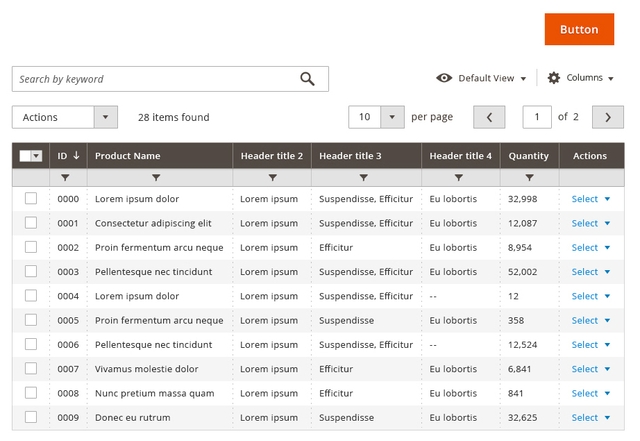 Button
Search by keyword
Default View
Columns
Actions
28 items found
10
per page
1
of 2
ID Product Name Header title 2 Header title 3 Header title 4 Quantity Actions
0000 Lorem ipsum dolor Lorem ipsum Suspendisse, Efficitur Eu lobortis 32,998 Select
0001 Consectetur adipiscing elit Lorem ipsum Suspendisse, Efficitur Eu lobortis 12,087 Select
0002 Proin fermentum arcu neque Lorem ipsum Efficitur Eu lobortis 8,954 Select
0003 Pellentesque nec tincidunt Lorem ipsum Suspendisse, Efficitur Eu lobortis 52,002 Select
0004 Lorem ipsum dolor Lorem ipsum Suspendisse, Efficitur -- 12 Select
0005 Proin fermentum arcu neque Lorem ipsum Suspendisse Eu lobortis 358 Select
0006 Pellentesque nec tincidunt Lorem ipsum Suspendisse, Efficitur -- 12,524 Select
0007 Vivamus molestie dolor Lorem ipsum Efficitur Eu lobortis 6,841 Select
0008 Nunc pretium massa quam Lorem ipsum Efficitur Eu lobortis 841 Select
0009 Donec eu rutrum Lorem ipsum Suspendisse Eu lobortis 32,625 Select